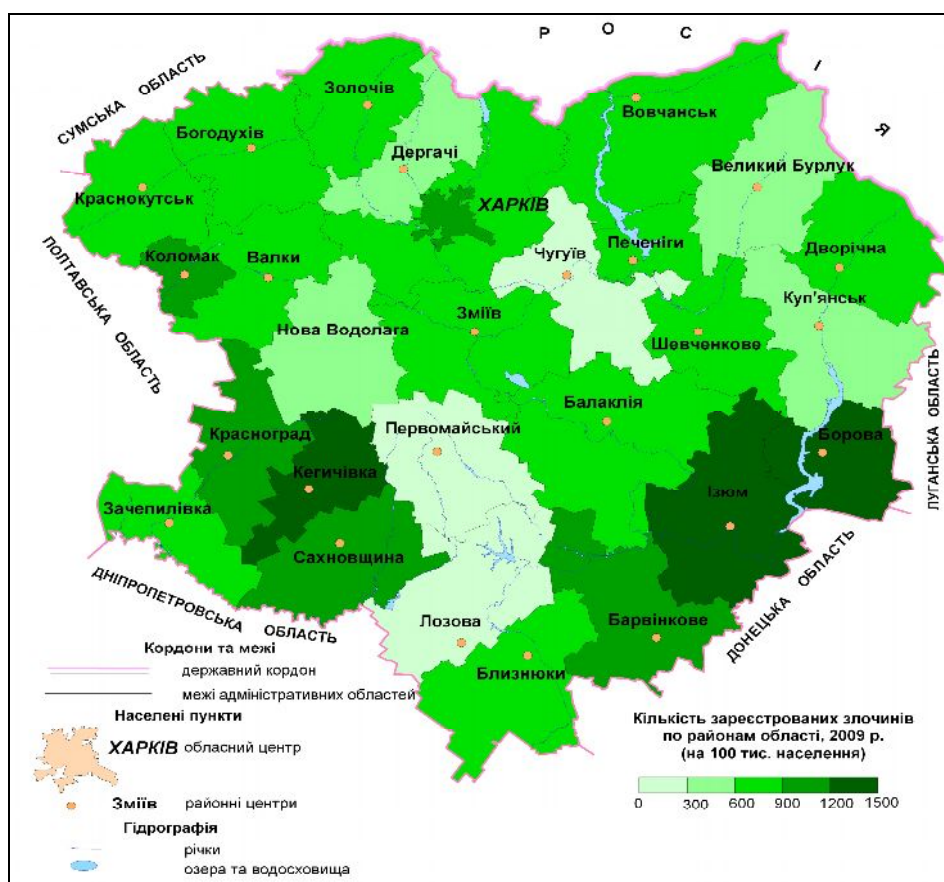 Р О С І Я
СУМСЬКА ОБЛАСТЬ
Золочів
Вовчанськ
Богодухів
Дергачі
Великий Бурлук
Краснокутськ
ХАРКІВ
Печеніги
Дворічна
Коломак
Валки
Чугуїв
ПОЛТАВСЬКА ОБЛАСТЬ
Куп'янськ
Нова Водолага
Зміїв
Шевченкове
ЛУГАНСЬКА ОБЛАСТЬ
Балаклія
Красноград
Первомайський
Борова
Кегичівка
Ізюм
Зачепилівка
Сахновщина
ДНІПРОПЕТРОВСЬКА ОБЛАСТЬ
ДОНЕЦЬКА ОБЛАСТЬ
Лозова
Барвінкове
Близнюки
Кордони та межі
державний кордон
межі адміністративних областей
Населені пункти
ХАРКІВ обласний центр
Зміїв районні центри
Гідрографія
річки
озера та водосховища
Кількість зареєстрованих злочинів
по районам області, 2009 р.
(на 100 тис. населення)
0 300 600 900 1200 1500